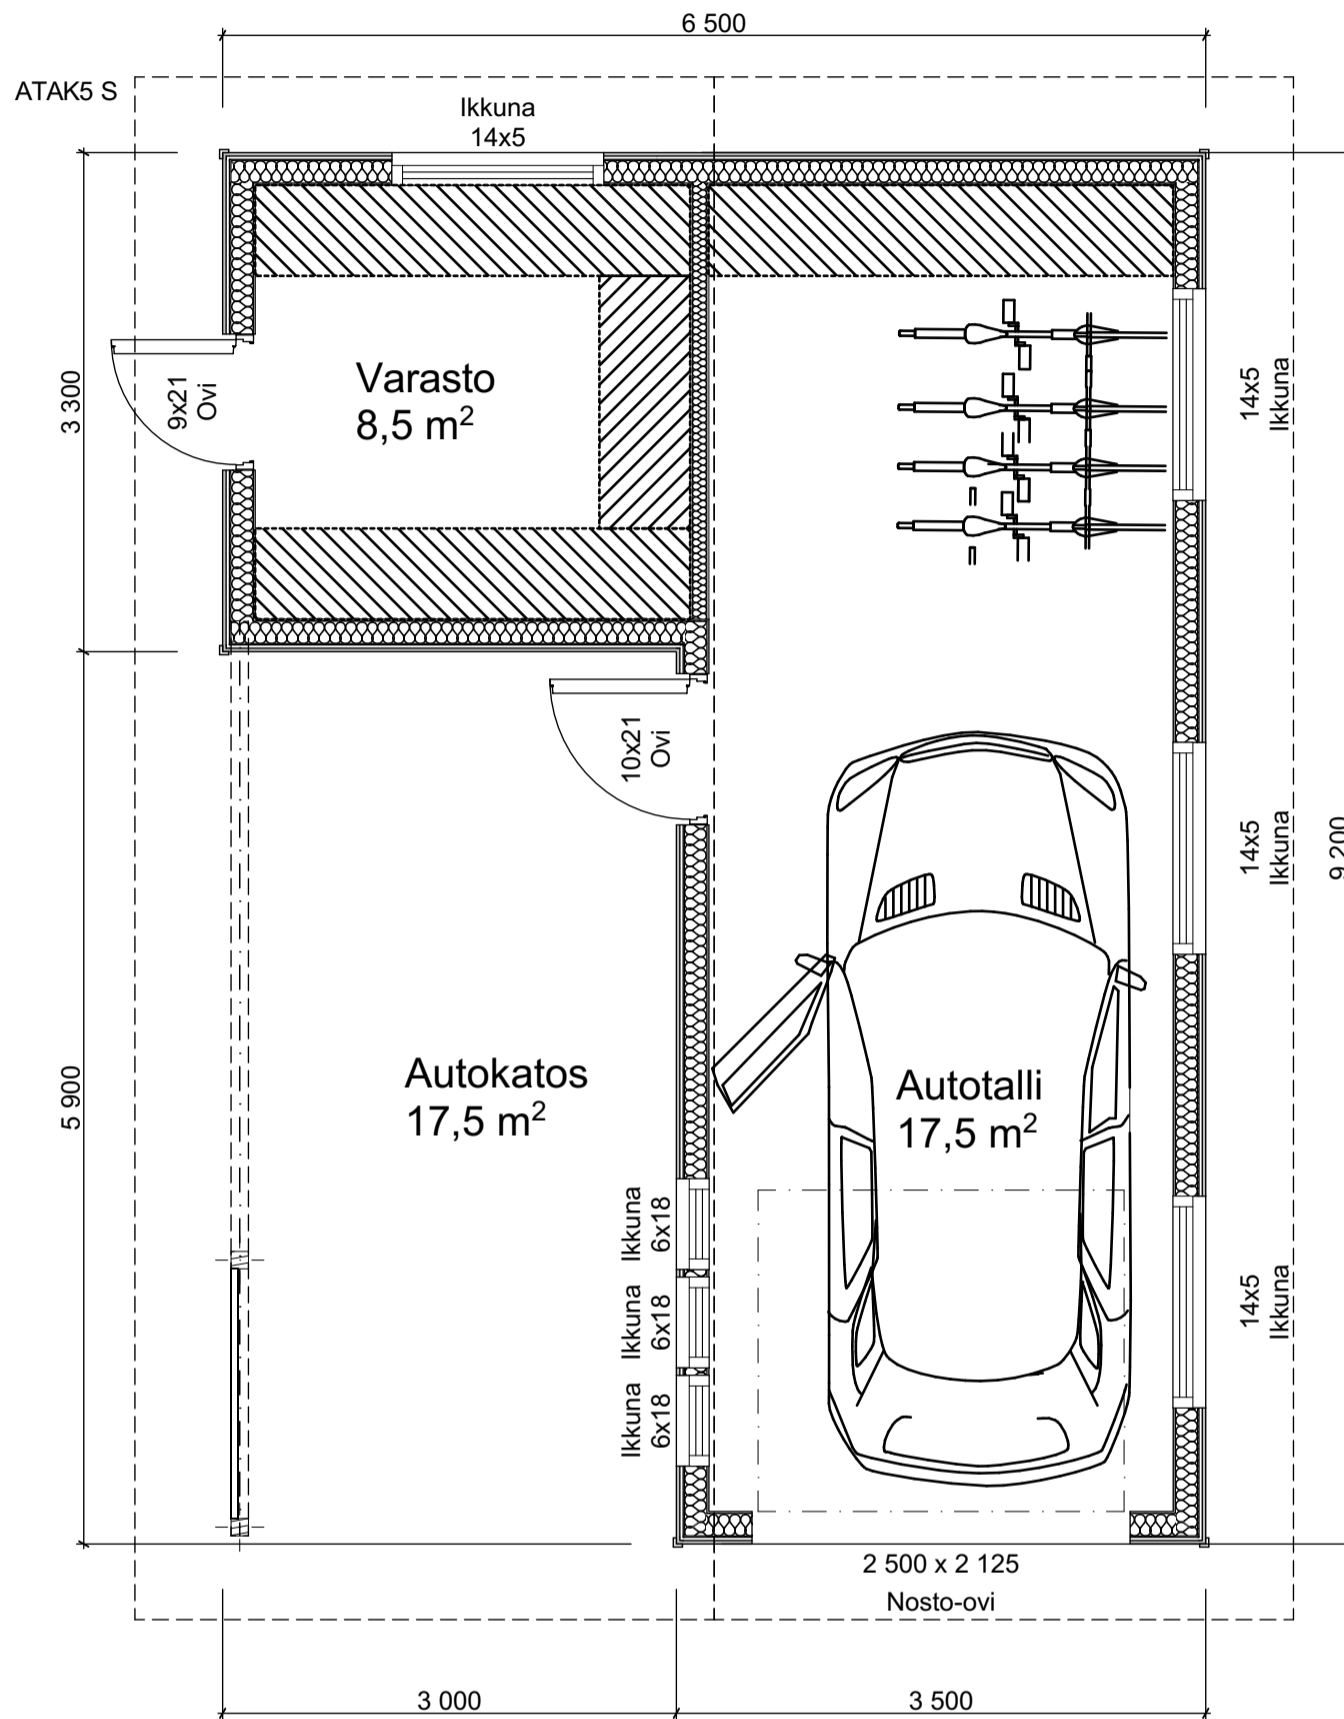 6 500
ATAK5 S
Ikkuna
14x5
3 300
9x21
Ovi
Varasto
8,5 m²
14x5
Ikkuna
10x21
Ovi
14x5
Ikkuna
9 200
5 900
Autokatos
17,5 m²
Autotalli
17,5 m²
Ikkuna
6x18
Ikkuna
6x18
Ikkuna
6x18
14x5
Ikkuna
2 500 x 2 125
Nosto-ovi
3 000
3 500